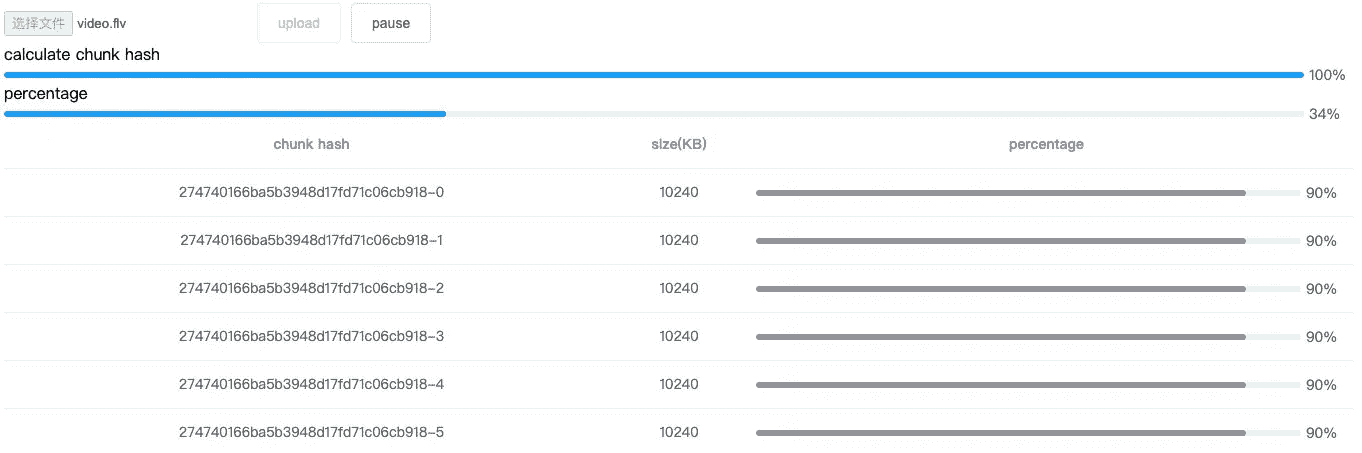 选择文件 video.flv upload pause
calculate chunk hash
100%
percentage
34%
chunk hash size(KB) percentage
274740166ba5b3948d17fd71c06cb918-0 10240 90%
274740166ba5b3948d17fd71c06cb918-1 10240 90%
274740166ba5b3948d17fd71c06cb918-2 10240 90%
274740166ba5b3948d17fd71c06cb918-3 10240 90%
274740166ba5b3948d17fd71c06cb918-4 10240 90%
274740166ba5b3948d17fd71c06cb918-5 10240 90%